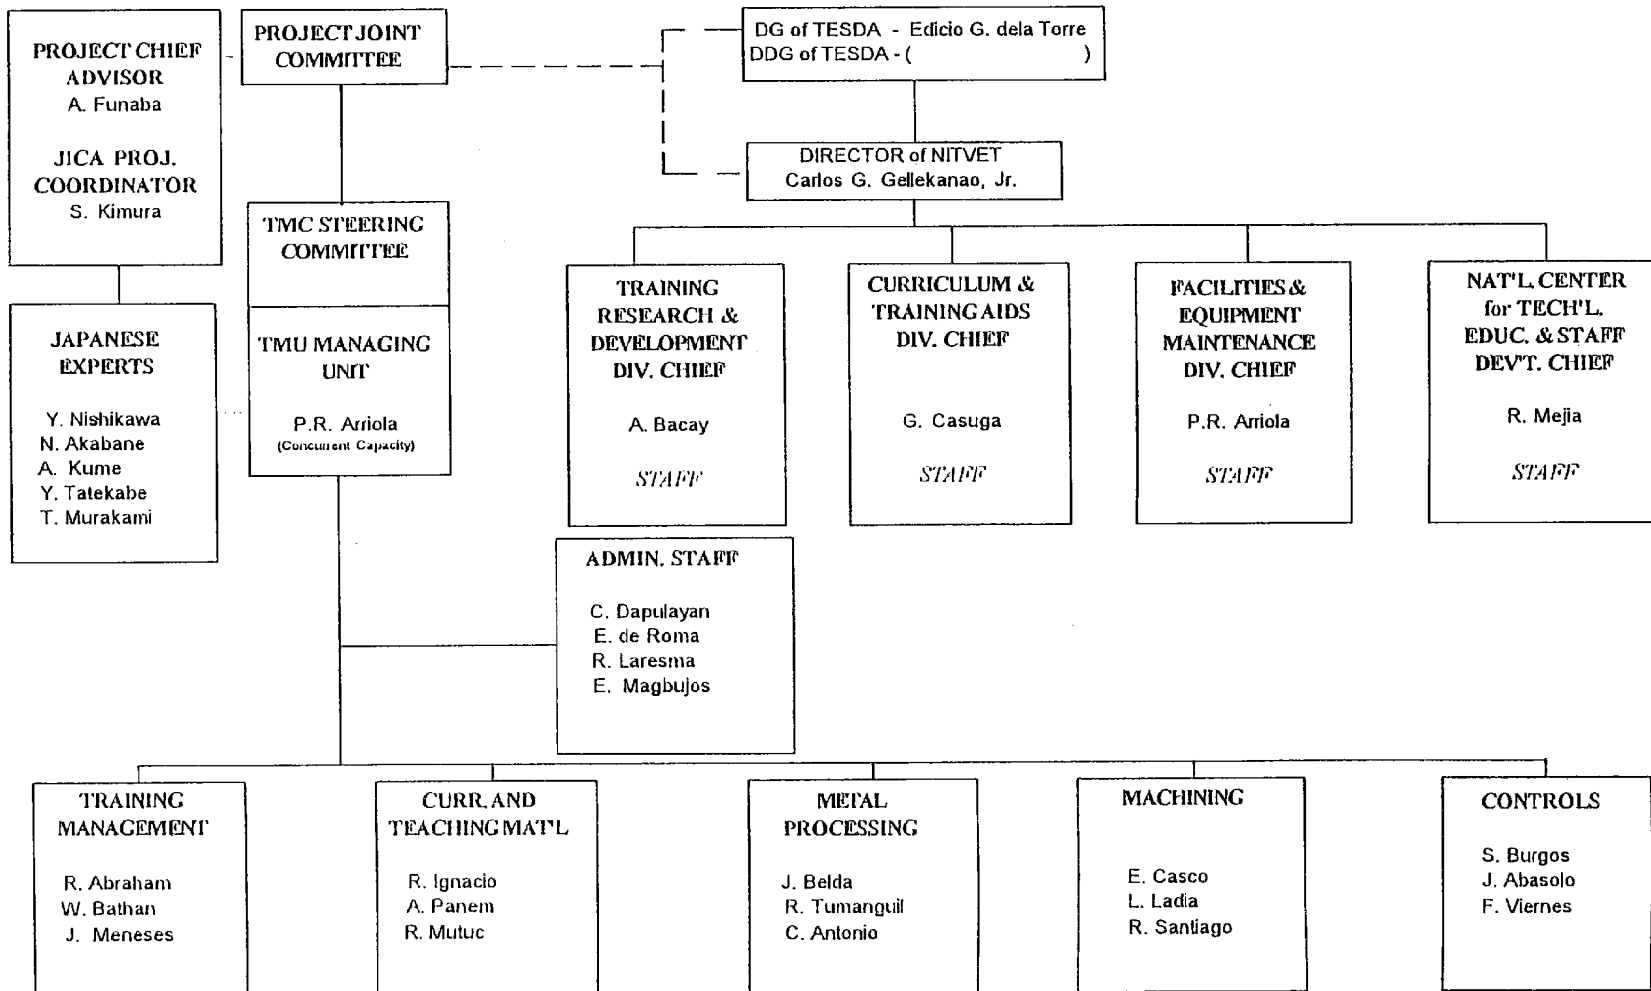 PROJECT CHIEF
ADVISOR
A. Funaba
JICA PROJ.
COORDINATOR
S. Kimura
PROJECT JOINT
COMMITTEE
DG of TESDA - Edicio G. dela Torre
DDG of TESDA - ( )
DIRECTOR of NITVET
Carlos G. Gellekanao, Jr.
TMC STEERING
COMMITTEE
TMU MANAGING
UNIT
P.R. Arriola
(Concurrent Capacity)
JAPANESE
EXPERTS
Y. Nishikawa
N. Akabane
A. Kume
Y. Tatekabe
T. Murakami
TRAINING
RESEARCH &
DEVELOPMENT
DIV. CHIEF
A. Bacay
STAFF
CURRICULUM &
TRAINING AIDS
DIV. CHIEF
G. Casuga
STAFF
FACILITIES &
EQUIPMENT
MAINTENANCE
DIV. CHIEF
P.R. Arriola
STAFF
NAT'L. CENTER
for TECH'L.
EDUC. & STAFF
DEV'T. CHIEF
R. Mejia
STAFF
ADMIN. STAFF
C. Dapulayan
E. de Roma
R. Laresma
E. Magbujos
TRAINING
MANAGEMENT
R. Abraham
W. Bathan
J. Meneses
CURR. AND
TEACHING MAT'L
R. Ignacio
A. Panem
R. Mutuc
METAL
PROCESSING
J. Belda
R. Tumanguil
C. Antonio
MACHINING
E. Casco
L. Ladia
R. Santiago
CONTROLS
S. Burgos
J. Abasolo
F. Viernes